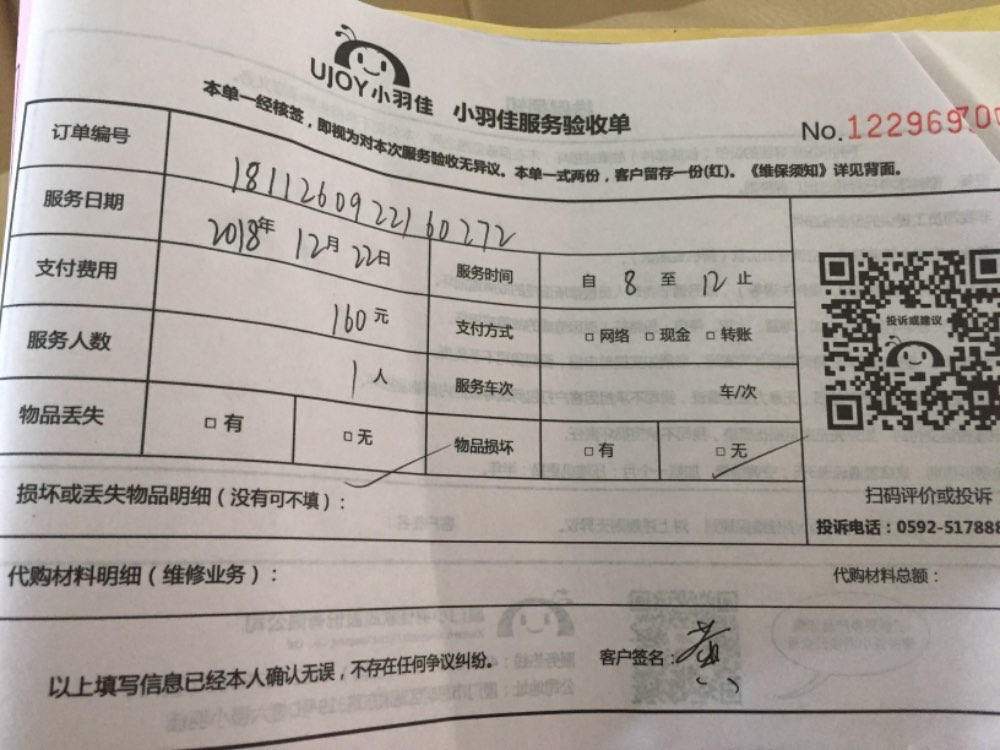 UJOY小羽佳 小羽佳服务验收单
No.122969700
本单一经核签，即视为对本次服务验收无异议。本单一式两份，客户留存一份(红)。《维保须知》详见背面。
订单编号 18112609221 60272
服务日期 2018年 12月 22日 服务时间 自 8 至 12 止
支付费用 160元 支付方式 □网络 □现金 □转账
服务人数 1人 服务车次 车/次
物品丢失 □有 □无 物品损坏 □有 □无
投诉或建议
扫码评价或投诉
损坏或丢失物品明细（没有可不填）：
投诉电话：0592-517888
代购材料明细（维修业务）： 代购材料总额：
以上填写信息已经本人确认无误，不存在任何争议纠纷。 客户签名：